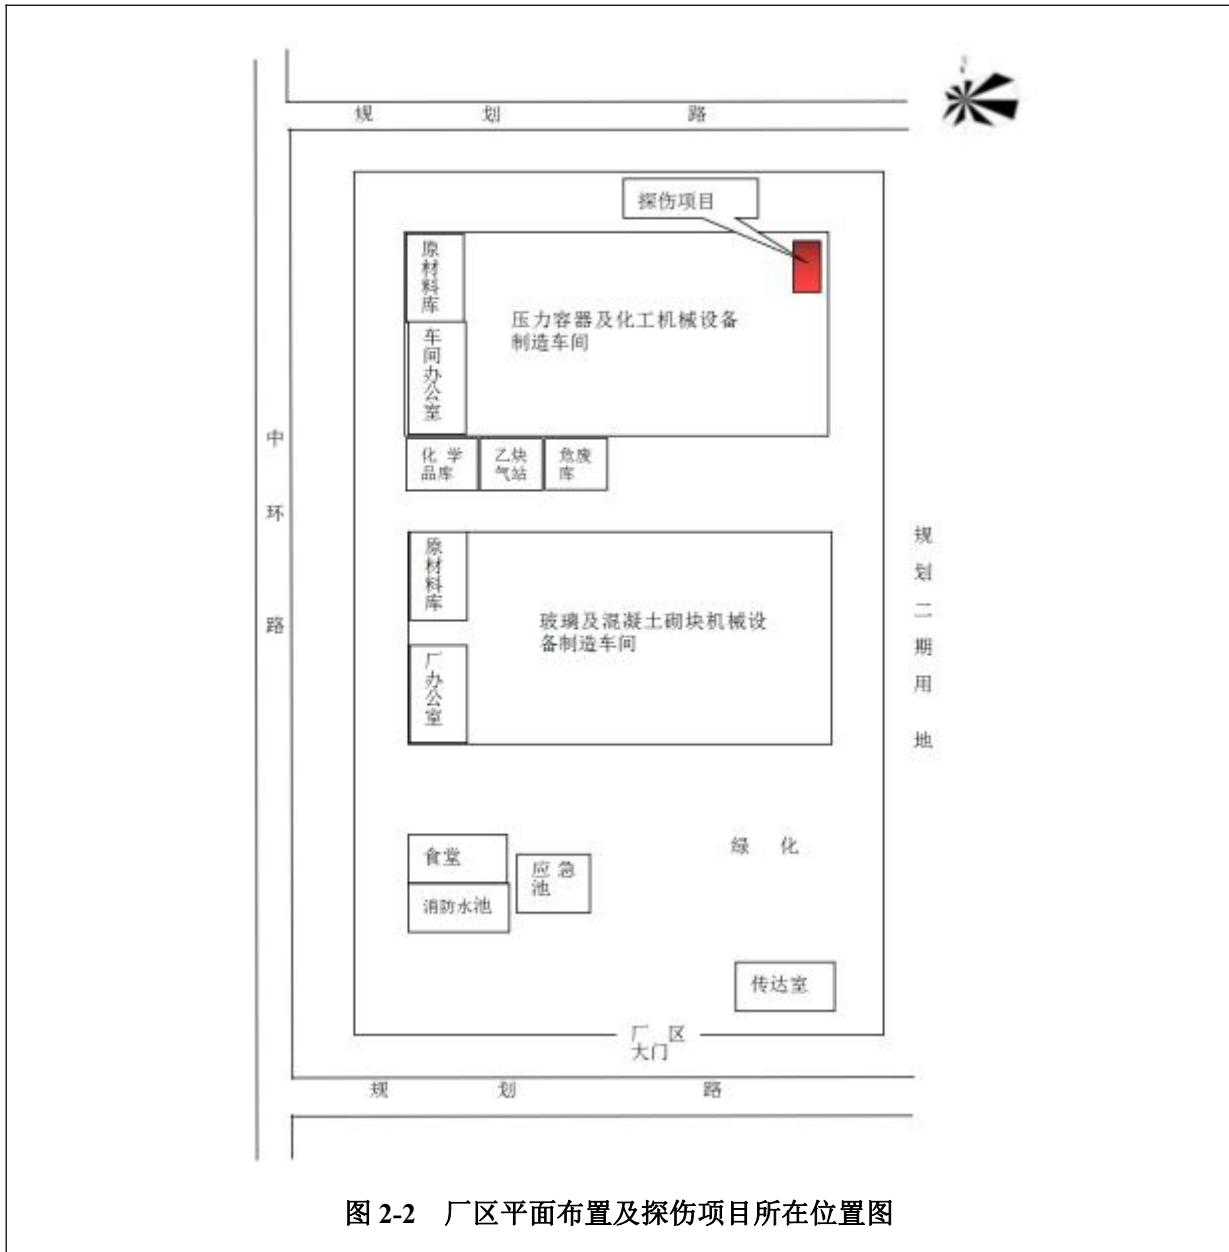 规 划 路
探伤项目
原
材
料
库
压力容器及化工机械设备
制造车间
车
间
办
公
室
化 学
品库
乙炔
气站
危废
库
中
环
路
原
材
料
库
玻璃及混凝土砌块机械设
备制造车间
厂
办
公
室
规
划
二
期
用
地
食堂
应 急
池
消防水池
绿 化
传达室
厂 区
大门
规 划 路
图 2-2 厂区平面布置及探伤项目所在位置图